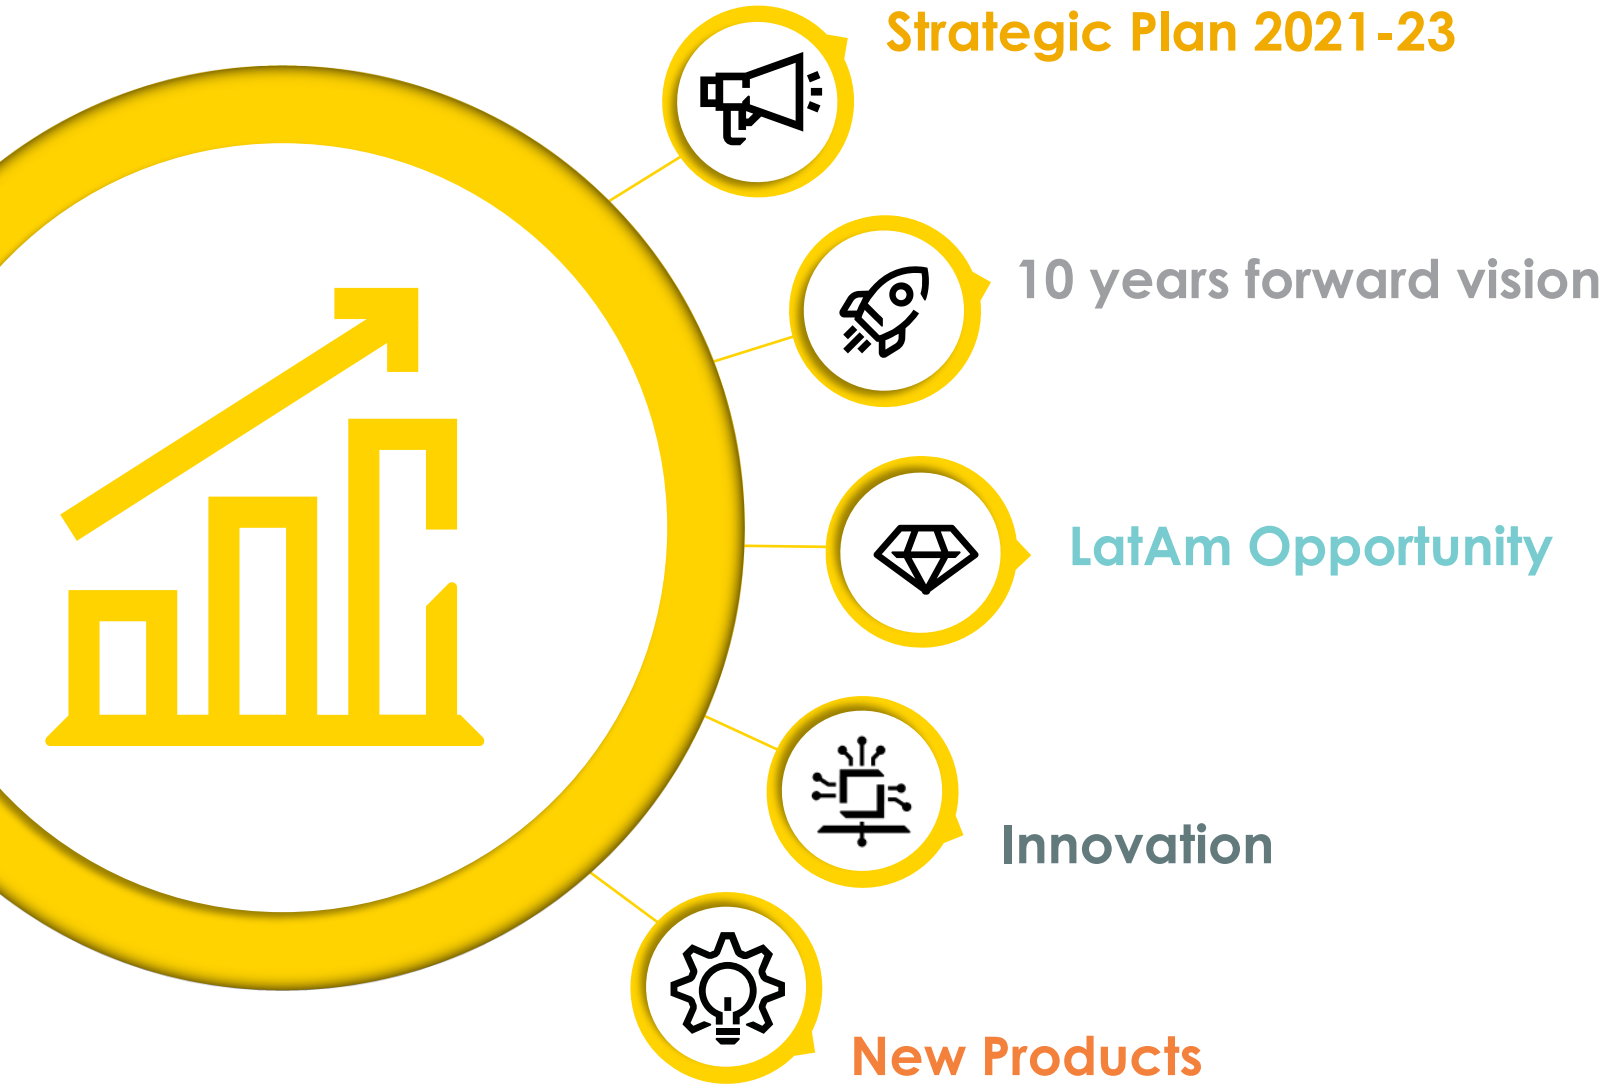 Strategic Plan 2021-23
10 years forward vision
LatAm Opportunity
Innovation
New Products